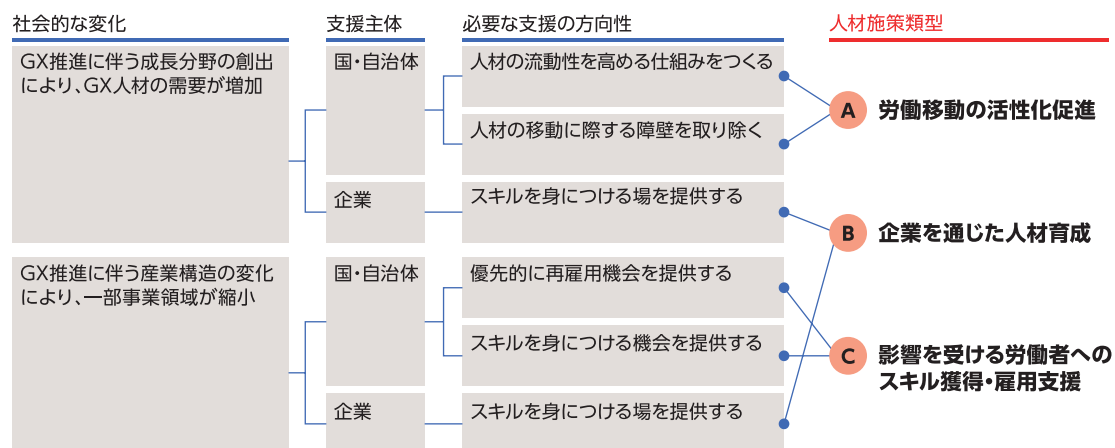 社会的な変化
支援主体
必要な支援の方向性
人材施策類型
GX推進に伴う成長分野の創出
により、GX人材の需要が増加
国・自治体
人材の流動性を高める仕組みをつくる
人材の移動に際する障壁を取り除く
A 労働移動の活性化促進
企業
スキルを身につける場を提供する
B 企業を通じた人材育成
GX推進に伴う産業構造の変化
により、一部事業領域が縮小
国・自治体
優先的に再雇用機会を提供する
スキルを身につける機会を提供する
C 影響を受ける労働者への
スキル獲得・雇用支援
企業
スキルを身につける場を提供する